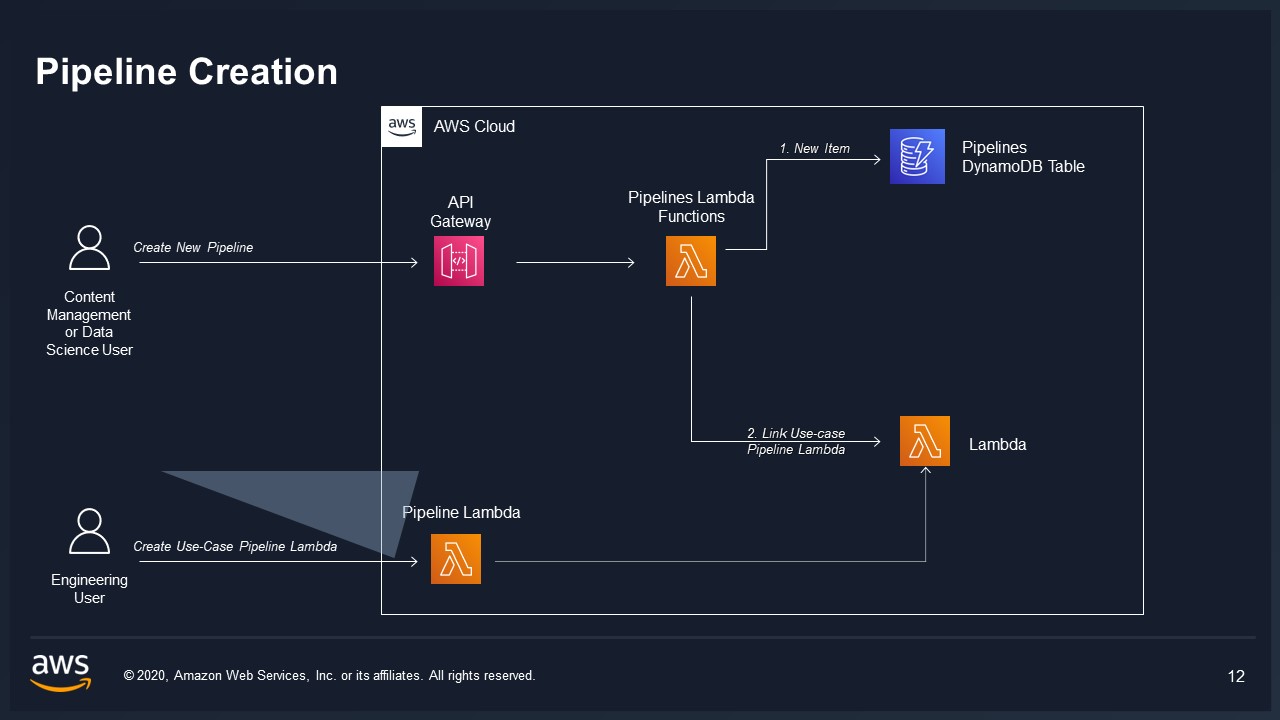 Pipeline Creation
aws
AWS Cloud
1. New Item
Pipelines
DynamoDB Table
API
Gateway
Pipelines Lambda
Functions
Create New Pipeline
</>
Content
Management
or Data
Science User
2. Link Use-case
Pipeline Lambda
Lambda
Pipeline Lambda
Create Use-Case Pipeline Lambda
Engineering
User
aws
© 2020, Amazon Web Services, Inc. or its affiliates. All rights reserved.
12